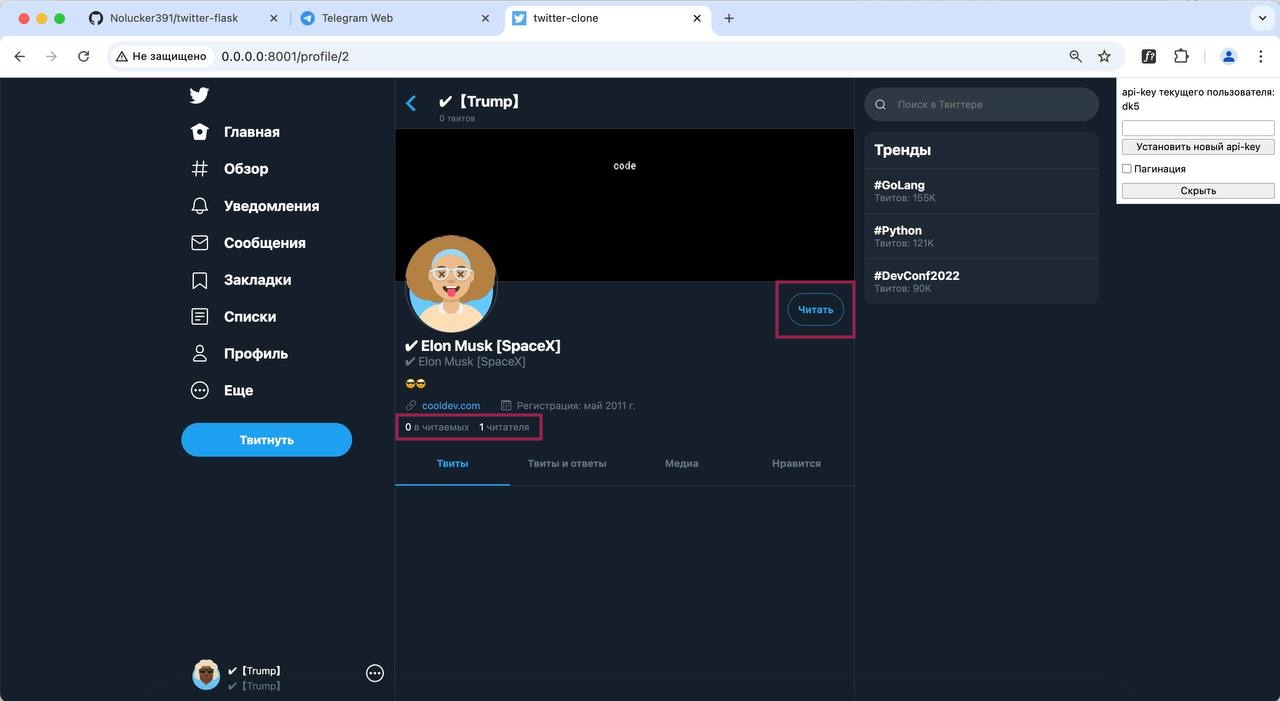 Nolucker391/twitter-flask
Telegram Web
twitter-clone
Не защищено
0.0.0.0:8001/profile/2
Главная
Обзор
Уведомления
Сообщения
Закладки
Списки
Профиль
Еще
Твитнуть
✔【Trump】
✔【Trump】
✔【Trump】
0 твитов
code
Читать
✔ Elon Musk [SpaceX]
✔ Elon Musk [SpaceX]
😎😎
cooldev.com Регистрация: май 2011 г.
0 в читаемых 1 читателя
Твиты Твиты и ответы Медиа Нравится
Поиск в Твиттере
Тренды
#GoLang
Твитов: 155K
#Python
Твитов: 121K
#DevConf2022
Твитов: 90K
api-key текущего пользователя:
dk5
Установить новый api-key
Пагинация
Скрыть